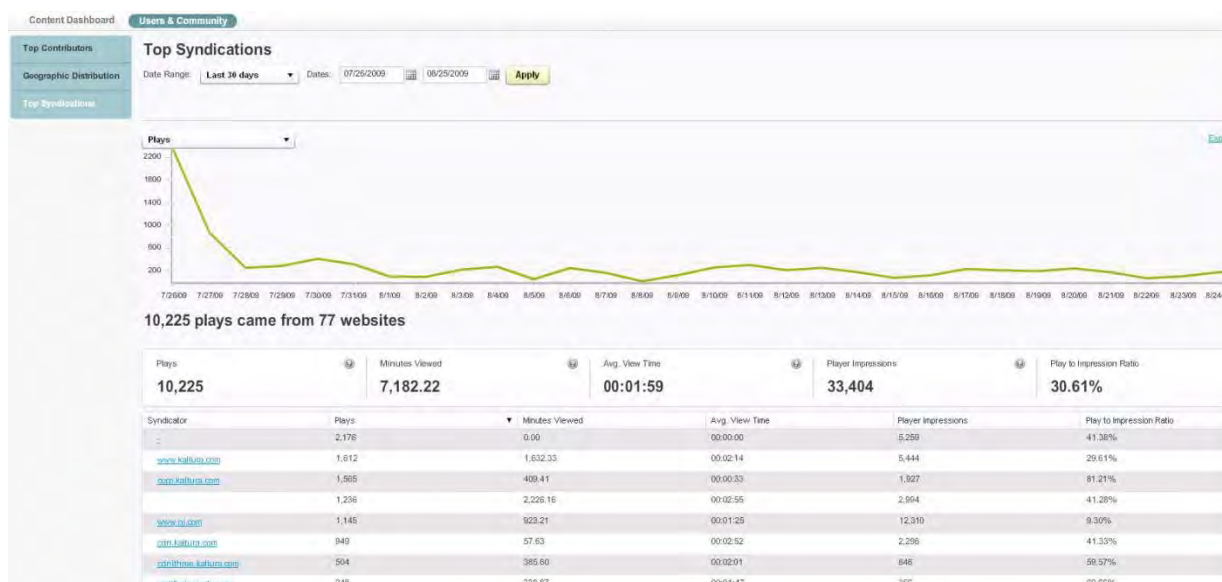 Content Dashboard Users & Community
Top Contributors
Geographic Distribution
Top Syndications
Top Syndications
Date Range: Last 30 days Dates: 07/26/2009 08/25/2009 Apply
Plays
2200
1800
1400
1000
600
200
7/26/09 7/27/09 7/28/09 7/29/09 7/30/09 7/31/09 8/1/09 8/2/09 8/3/09 8/4/09 8/5/09 8/6/09 8/7/09 8/8/09 8/9/09 8/10/09 8/11/09 8/12/09 8/13/09 8/14/09 8/15/09 8/16/09 8/17/09 8/18/09 8/19/09 8/20/09 8/21/09 8/22/09 8/23/09 8/24
10,225 plays came from 77 websites
Plays Minutes Viewed Avg. View Time Player Impressions Play to Impression Ratio
10,225 7,182.22 00:01:59 33,404 30.61%
Syndicator Plays Minutes Viewed Avg. View Time Player Impressions Play to Impression Ratio
2,176 0.00 00:00:00 5,259 41.38%
www.kaltura.com 1,612 1,632.33 00:02:14 5,444 29.61%
corp.kaltura.com 1,565 409.41 00:00:33 1,927 81.21%
1,236 2,226.16 00:02:55 2,994 41.28%
1,145 923.21 00:01:25 12,310 9.30%
cdn.kaltura.com 949 57.63 00:02:52 2,296 41.33%
504 385.60 00:02:01 846 59.57%